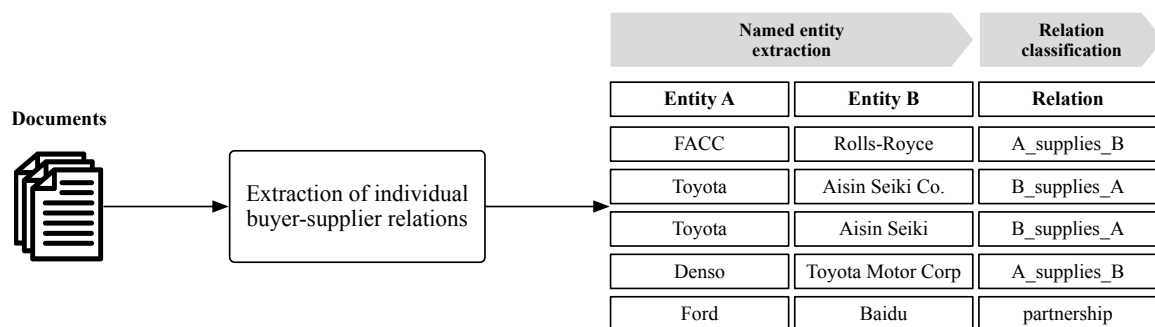 Named entity
extraction
Relation
classification
Documents
Extraction of individual
buyer-supplier relations
Entity A Entity B Relation
FACC Rolls-Royce A_supplies_B
Toyota Aisin Seiki Co. B_supplies_A
Toyota Aisin Seiki B_supplies_A
Denso Toyota Motor Corp A_supplies_B
Ford Baidu partnership